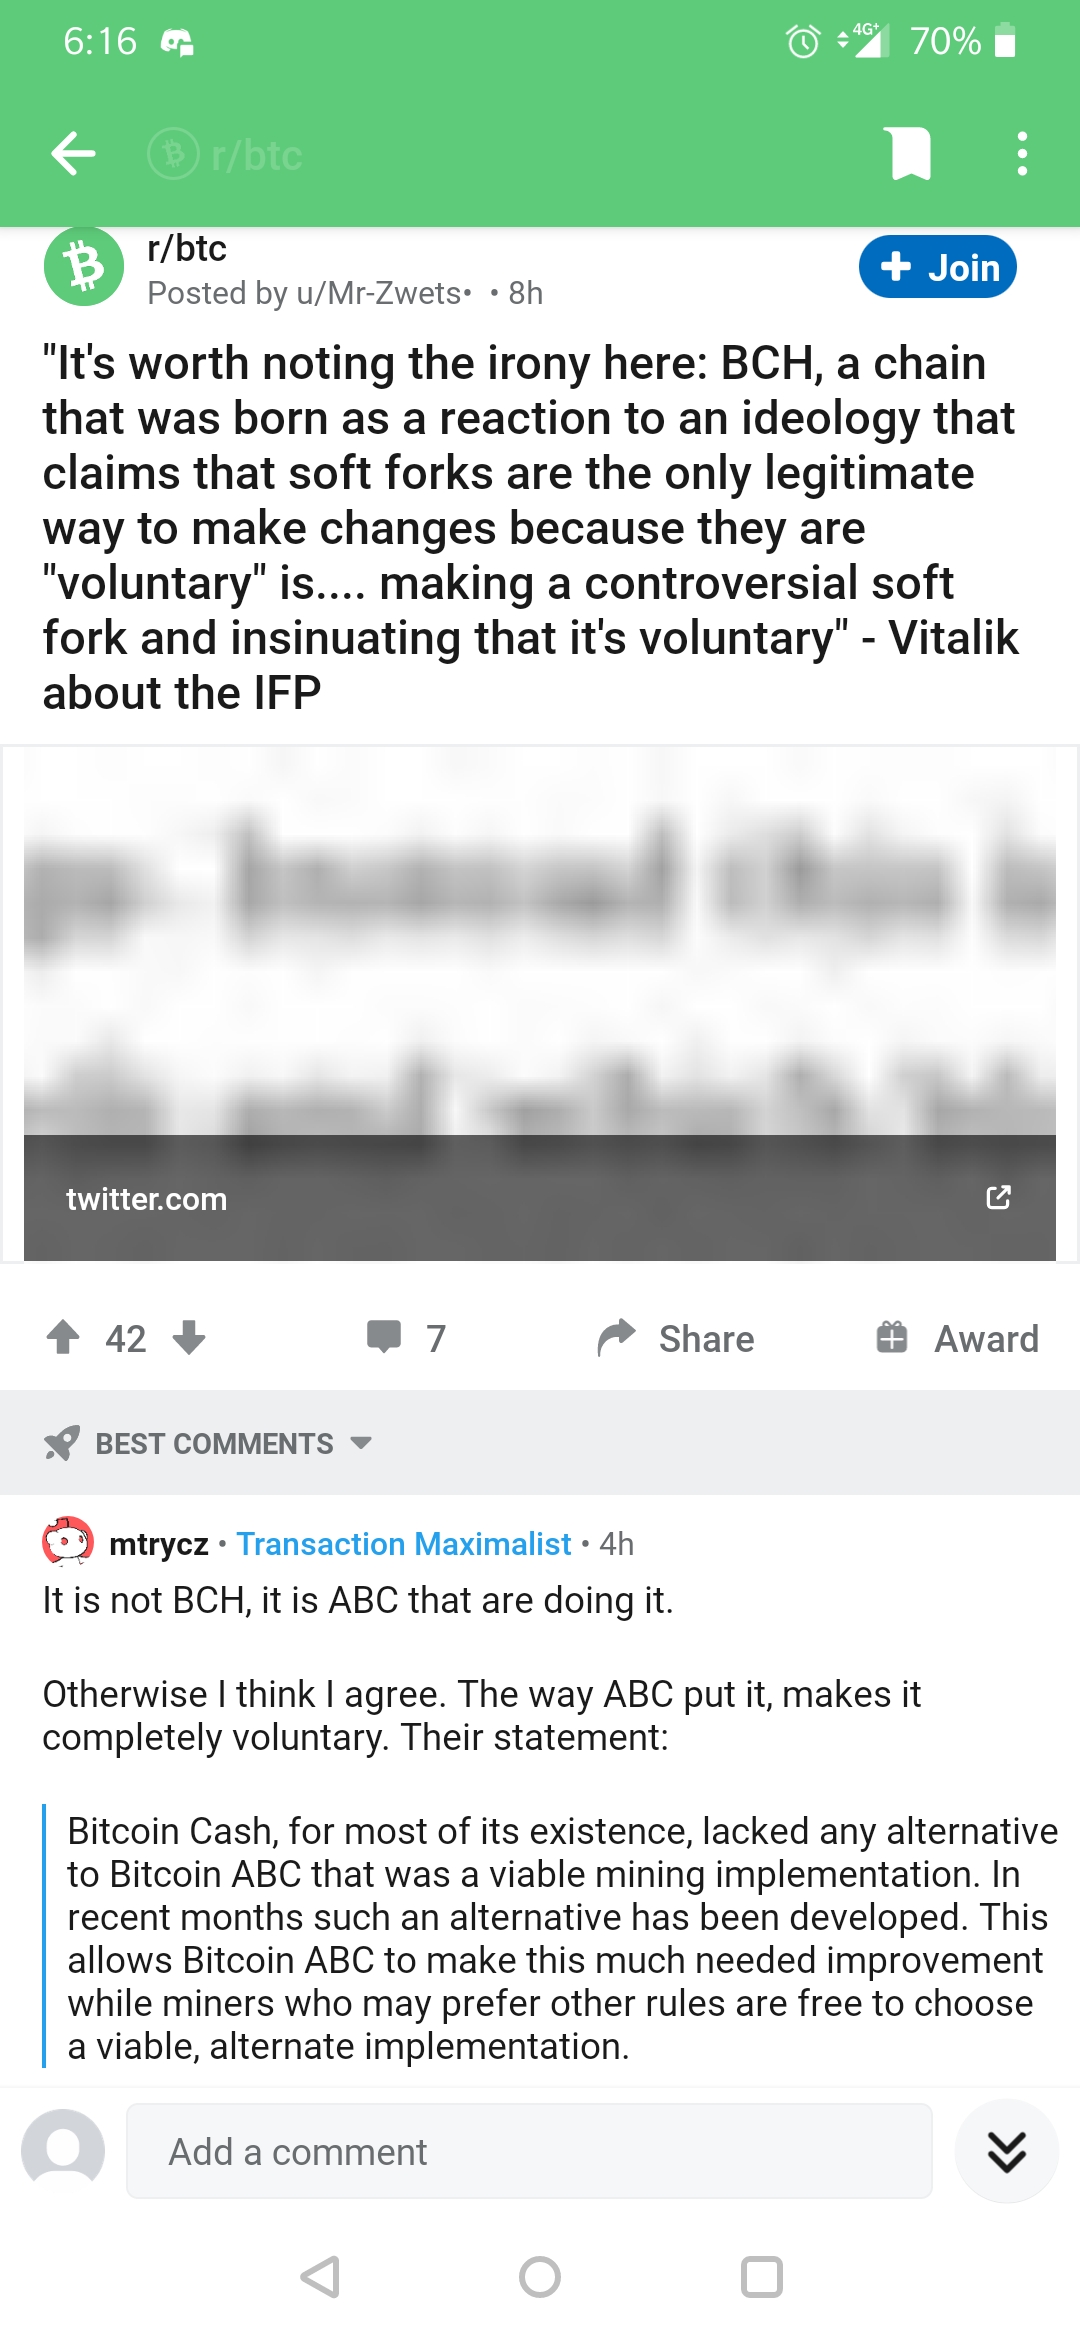 6:16
4G+ 70%
r/btc
r/btc
Posted by u/Mr-Zwets• • 8h
+ Join
"It's worth noting the irony here: BCH, a chain
that was born as a reaction to an ideology that
claims that soft forks are the only legitimate
way to make changes because they are
"voluntary" is.... making a controversial soft
fork and insinuating that it's voluntary" - Vitalik
about the IFP
twitter.com
42 7 Share Award
BEST COMMENTS
mtrycz • Transaction Maximalist • 4h
It is not BCH, it is ABC that are doing it.
Otherwise I think I agree. The way ABC put it, makes it
completely voluntary. Their statement:
Bitcoin Cash, for most of its existence, lacked any alternative
to Bitcoin ABC that was a viable mining implementation. In
recent months such an alternative has been developed. This
allows Bitcoin ABC to make this much needed improvement
while miners who may prefer other rules are free to choose
a viable, alternate implementation.
Add a comment